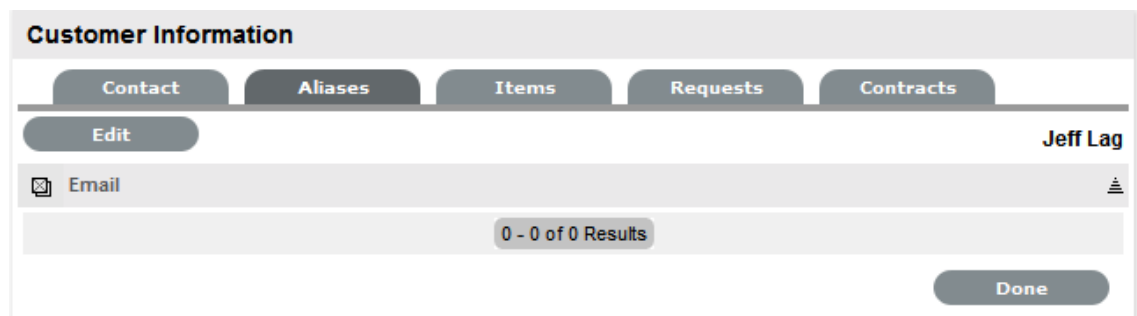 Customer Information
Contact Aliases Items Requests Contracts
Edit Jeff Lag
Email
0 - 0 of 0 Results
Done